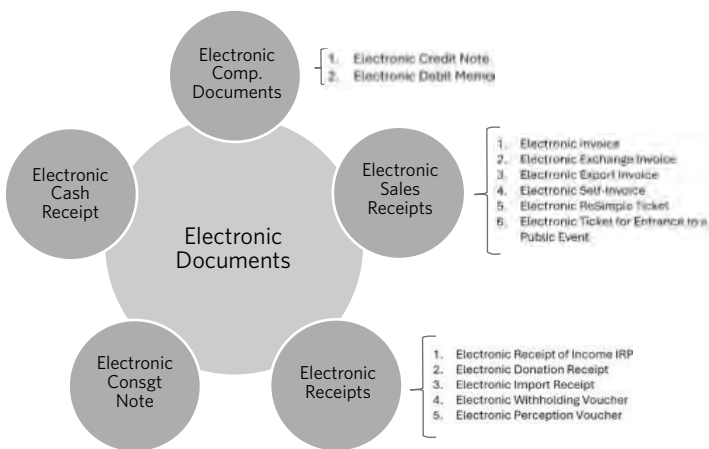 Electronic
Comp.
Documents
1. Electronic Credit Note
2. Electronic Debit Memo
Electronic
Sales
Receipts
1. Electronic Invoice
2. Electronic Exchange Invoice
3. Electronic Export Invoice
4. Electronic Self-Invoice
5. Electronic ReSimple Ticket
6. Electronic Ticket for Entrance to a
Public Event
Electronic
Cash
Receipt
Electronic
Documents
Electronic
Consgt
Note
Electronic
Receipts
1. Electronic Receipt of Income IRP
2. Electronic Donation Receipt
3. Electronic Import Receipt
4. Electronic Withholding Voucher
5. Electronic Perception Voucher